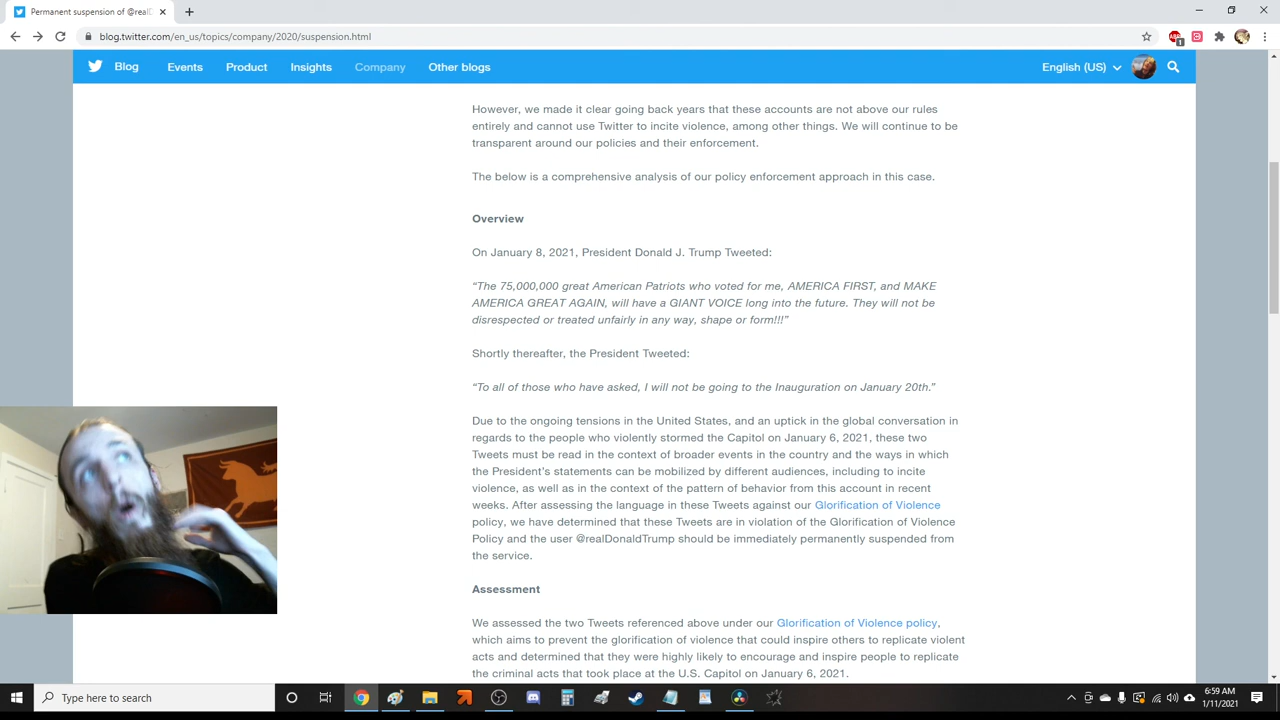 Permanent suspension of @realD
blog.twitter.com/en_us/topics/company/2020/suspension.html
Blog Events Product Insights Company Other blogs English (US)
However, we made it clear going back years that these accounts are not above our rules
entirely and cannot use Twitter to incite violence, among other things. We will continue to be
transparent around our policies and their enforcement.
The below is a comprehensive analysis of our policy enforcement approach in this case.
Overview
On January 8, 2021, President Donald J. Trump Tweeted:
“The 75,000,000 great American Patriots who voted for me, AMERICA FIRST, and MAKE
AMERICA GREAT AGAIN, will have a GIANT VOICE long into the future. They will not be
disrespected or treated unfairly in any way, shape or form!!!”
Shortly thereafter, the President Tweeted:
“To all of those who have asked, I will not be going to the Inauguration on January 20th.”
Due to the ongoing tensions in the United States, and an uptick in the global conversation in
regards to the people who violently stormed the Capitol on January 6, 2021, these two
Tweets must be read in the context of broader events in the country and the ways in which
the President’s statements can be mobilized by different audiences, including to incite
violence, as well as in the context of the pattern of behavior from this account in recent
weeks. After assessing the language in these Tweets against our Glorification of Violence
policy, we have determined that these Tweets are in violation of the Glorification of Violence
Policy and the user @realDonaldTrump should be immediately permanently suspended from
the service.
Assessment
We assessed the two Tweets referenced above under our Glorification of Violence policy,
which aims to prevent the glorification of violence that could inspire others to replicate violent
acts and determined that they were highly likely to encourage and inspire people to replicate
the criminal acts that took place at the U.S. Capitol on January 6, 2021.
Type here to search
6:59 AM
1/11/2021